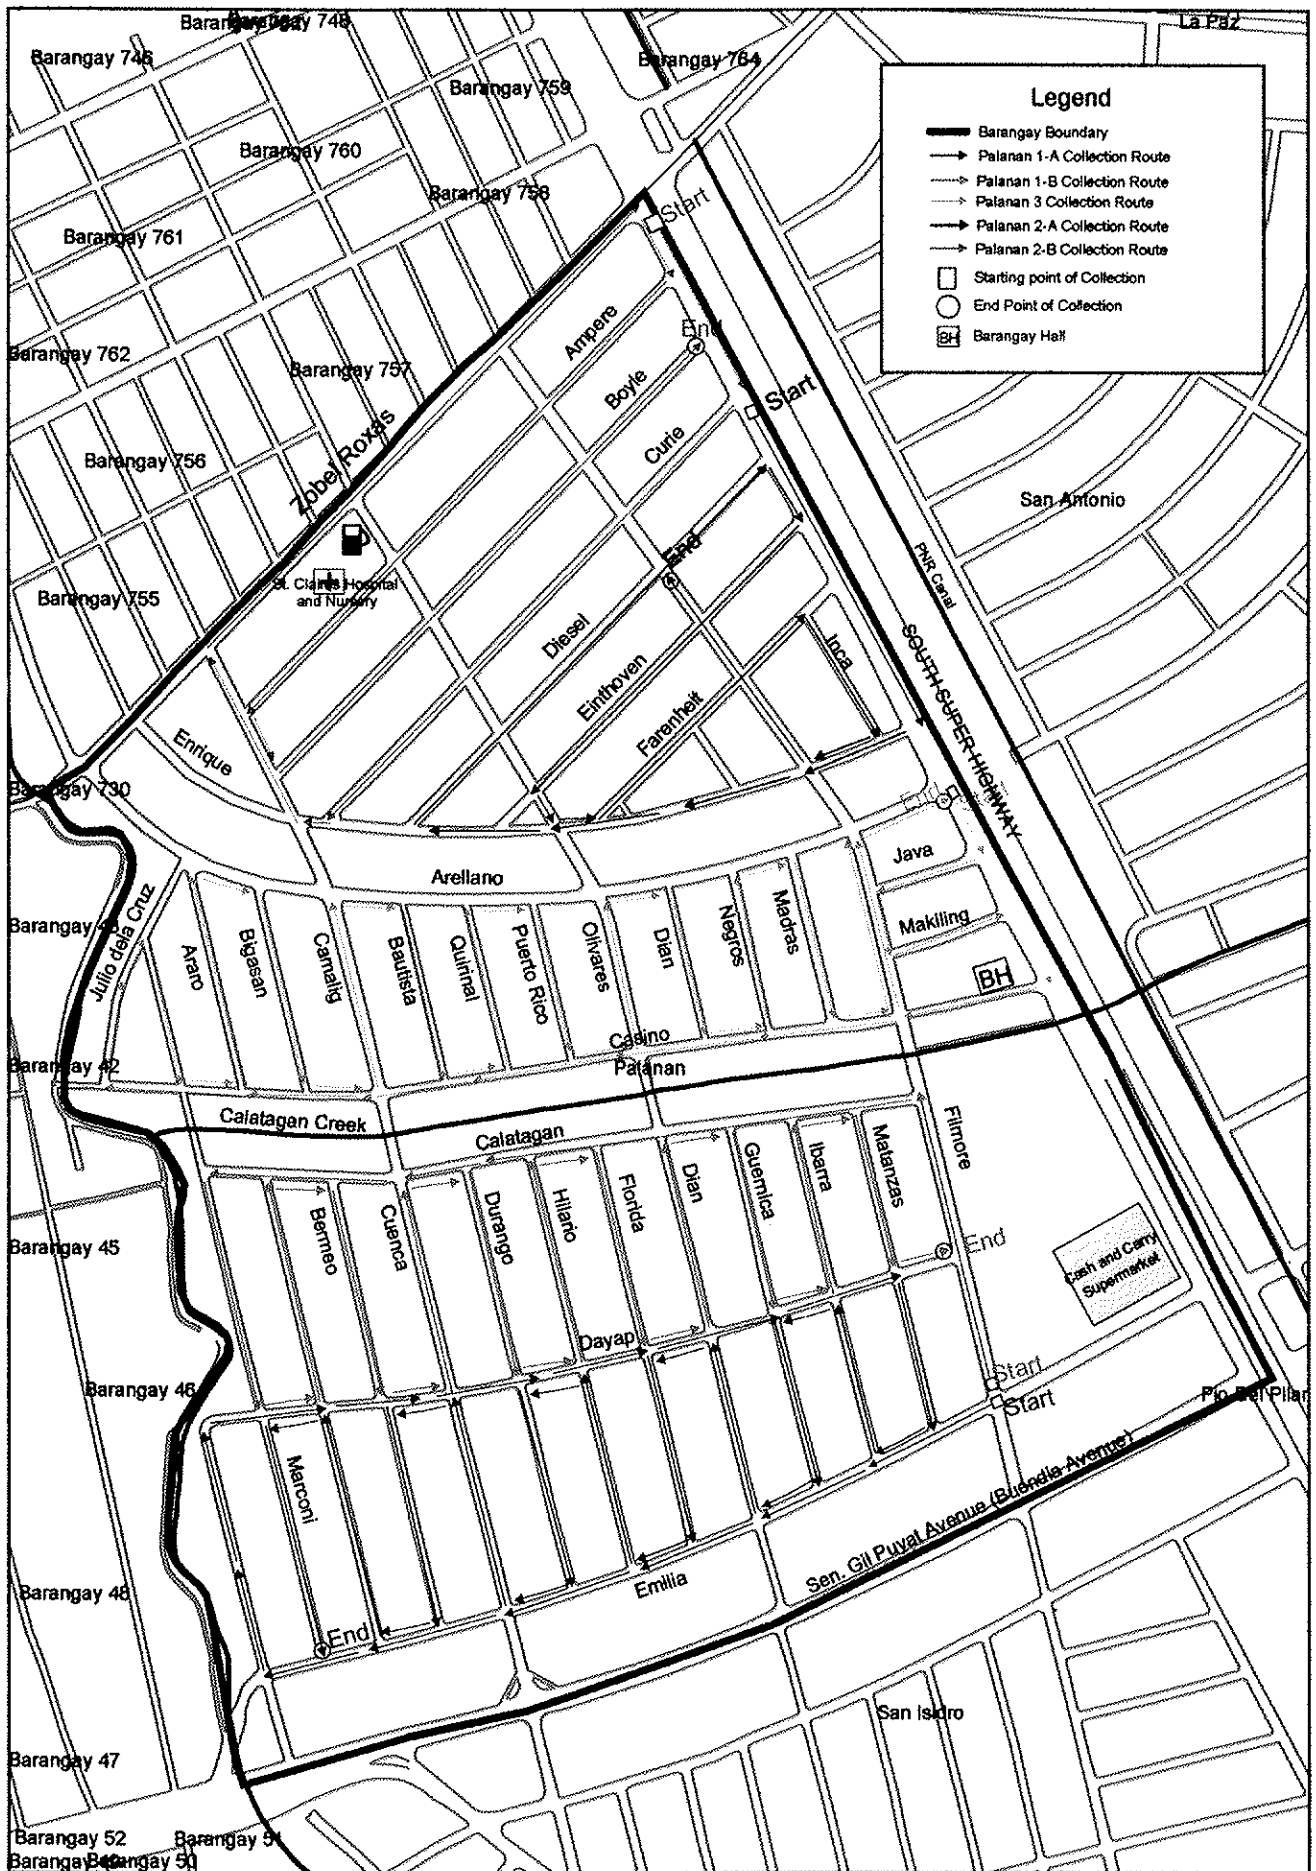 Barangay 748
La Paz
Barangay 746
Barangay 764
Barangay 759
Barangay 760
Barangay 758
Barangay 761
Barangay 762
Barangay 757
Barangay 756
Barangay 755
Legend
Barangay Boundary
Palanan 1-A Collection Route
Palanan 1-B Collection Route
Palanan 3 Collection Route
Palanan 2-A Collection Route
Palanan 2-B Collection Route
Starting point of Collection
End Point of Collection
BH Barangay Hall
Start
Ampere
End
Boyle
Start
Zobel Roxas
Curie
San Antonio
PNR Canal
End
St. Claires Hospital
and Nursery
Diesel
Einthoven
Farenheit
Inca
SOUTH SUPER HIGHWAY
Enrique
Barangay 730
End
Java
Arellano
Makiling
BH
Julio dela Cruz
Araro
Bigasan
Camalig
Bautista
Quirinal
Puerto Rico
Olivares
Dian
Negros
Madras
Casino
Palanan
Barangay 42
Calatagan Creek
Calatagan
Filmore
Bermeo
Cuenca
Durango
Hilario
Florida
Dian
Guernica
Ibarra
Matanzas
Barangay 45
End
Cash and Carry
Supermarket
Dayap
Barangay 46
Start
Start
Pio Del Pilar
Marconi
Sen. Gil Puyat Avenue (Buendia Avenue)
Emilia
Barangay 48
End
San Isidro
Barangay 47
Barangay 52
Barangay 51
Barangay 50